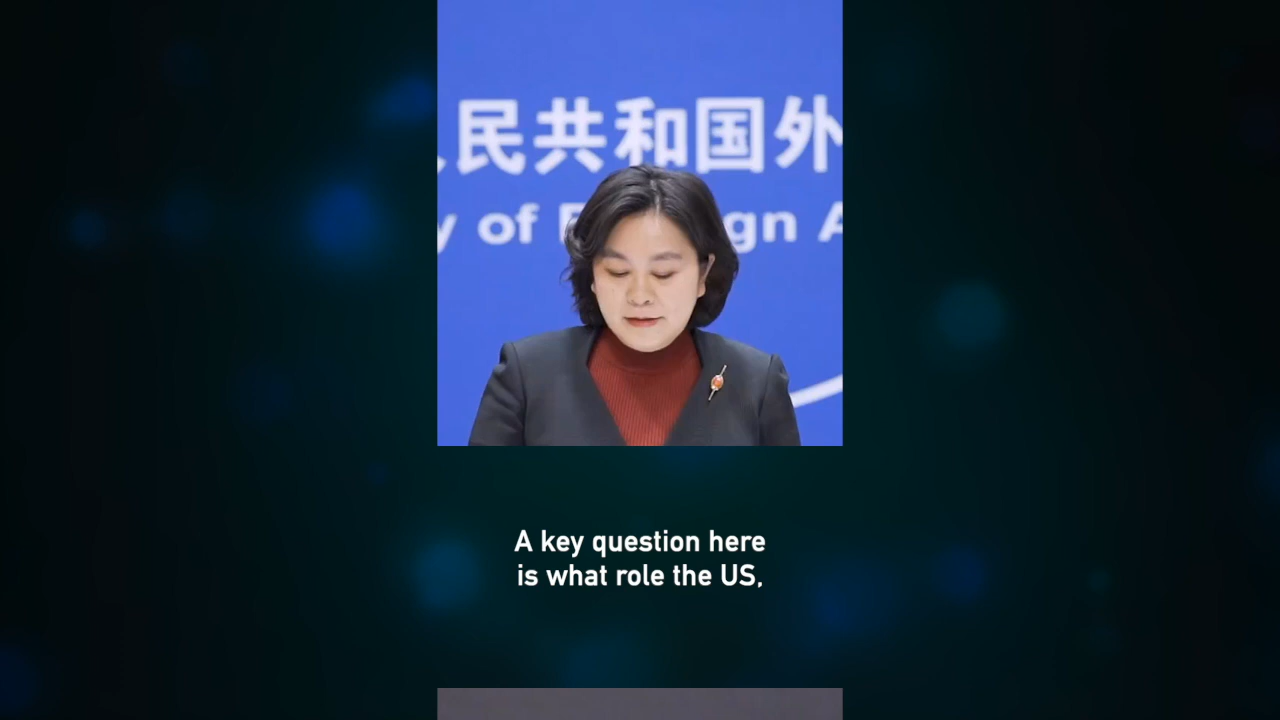 民共和国外
y of F gn A
A key question here
is what role the US,